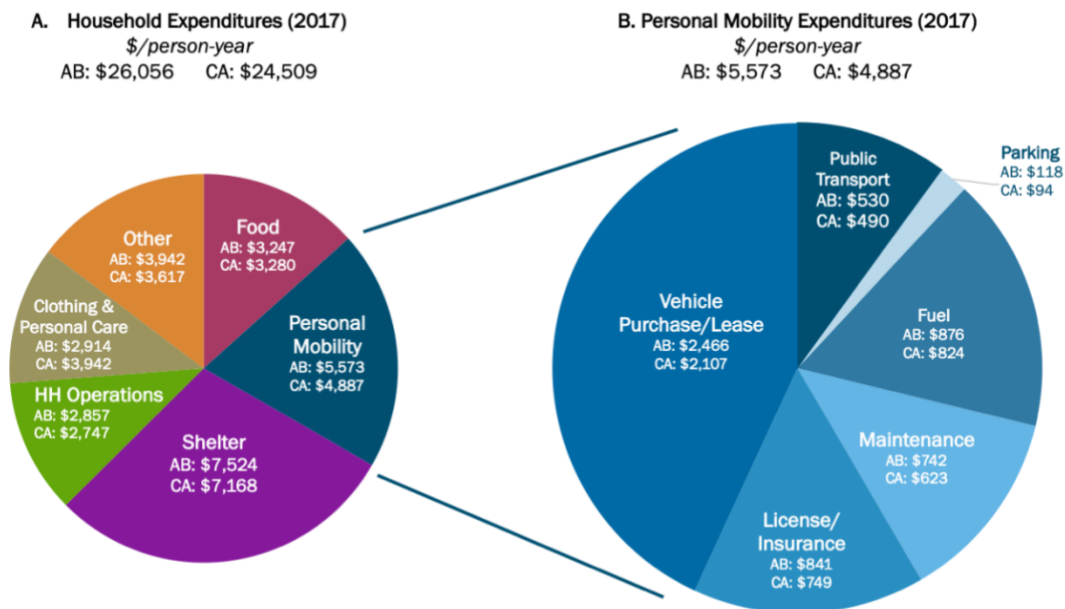 A. Household Expenditures (2017)
$/person-year
AB: $26,056 CA: $24,509
B. Personal Mobility Expenditures (2017)
$/person-year
AB: $5,573 CA: $4,887
Food
AB: $3,247
CA: $3,280
Personal
Mobility
AB: $5,573
CA: $4,887
Shelter
AB: $7,524
CA: $7,168
HH Operations
AB: $2,857
CA: $2,747
Clothing &
Personal Care
AB: $2,914
CA: $3,942
Other
AB: $3,942
CA: $3,617
Public
Transport
AB: $530
CA: $490
Parking
AB: $118
CA: $94
Fuel
AB: $876
CA: $824
Maintenance
AB: $742
CA: $623
License/
Insurance
AB: $841
CA: $749
Vehicle
Purchase/Lease
AB: $2,466
CA: $2,107